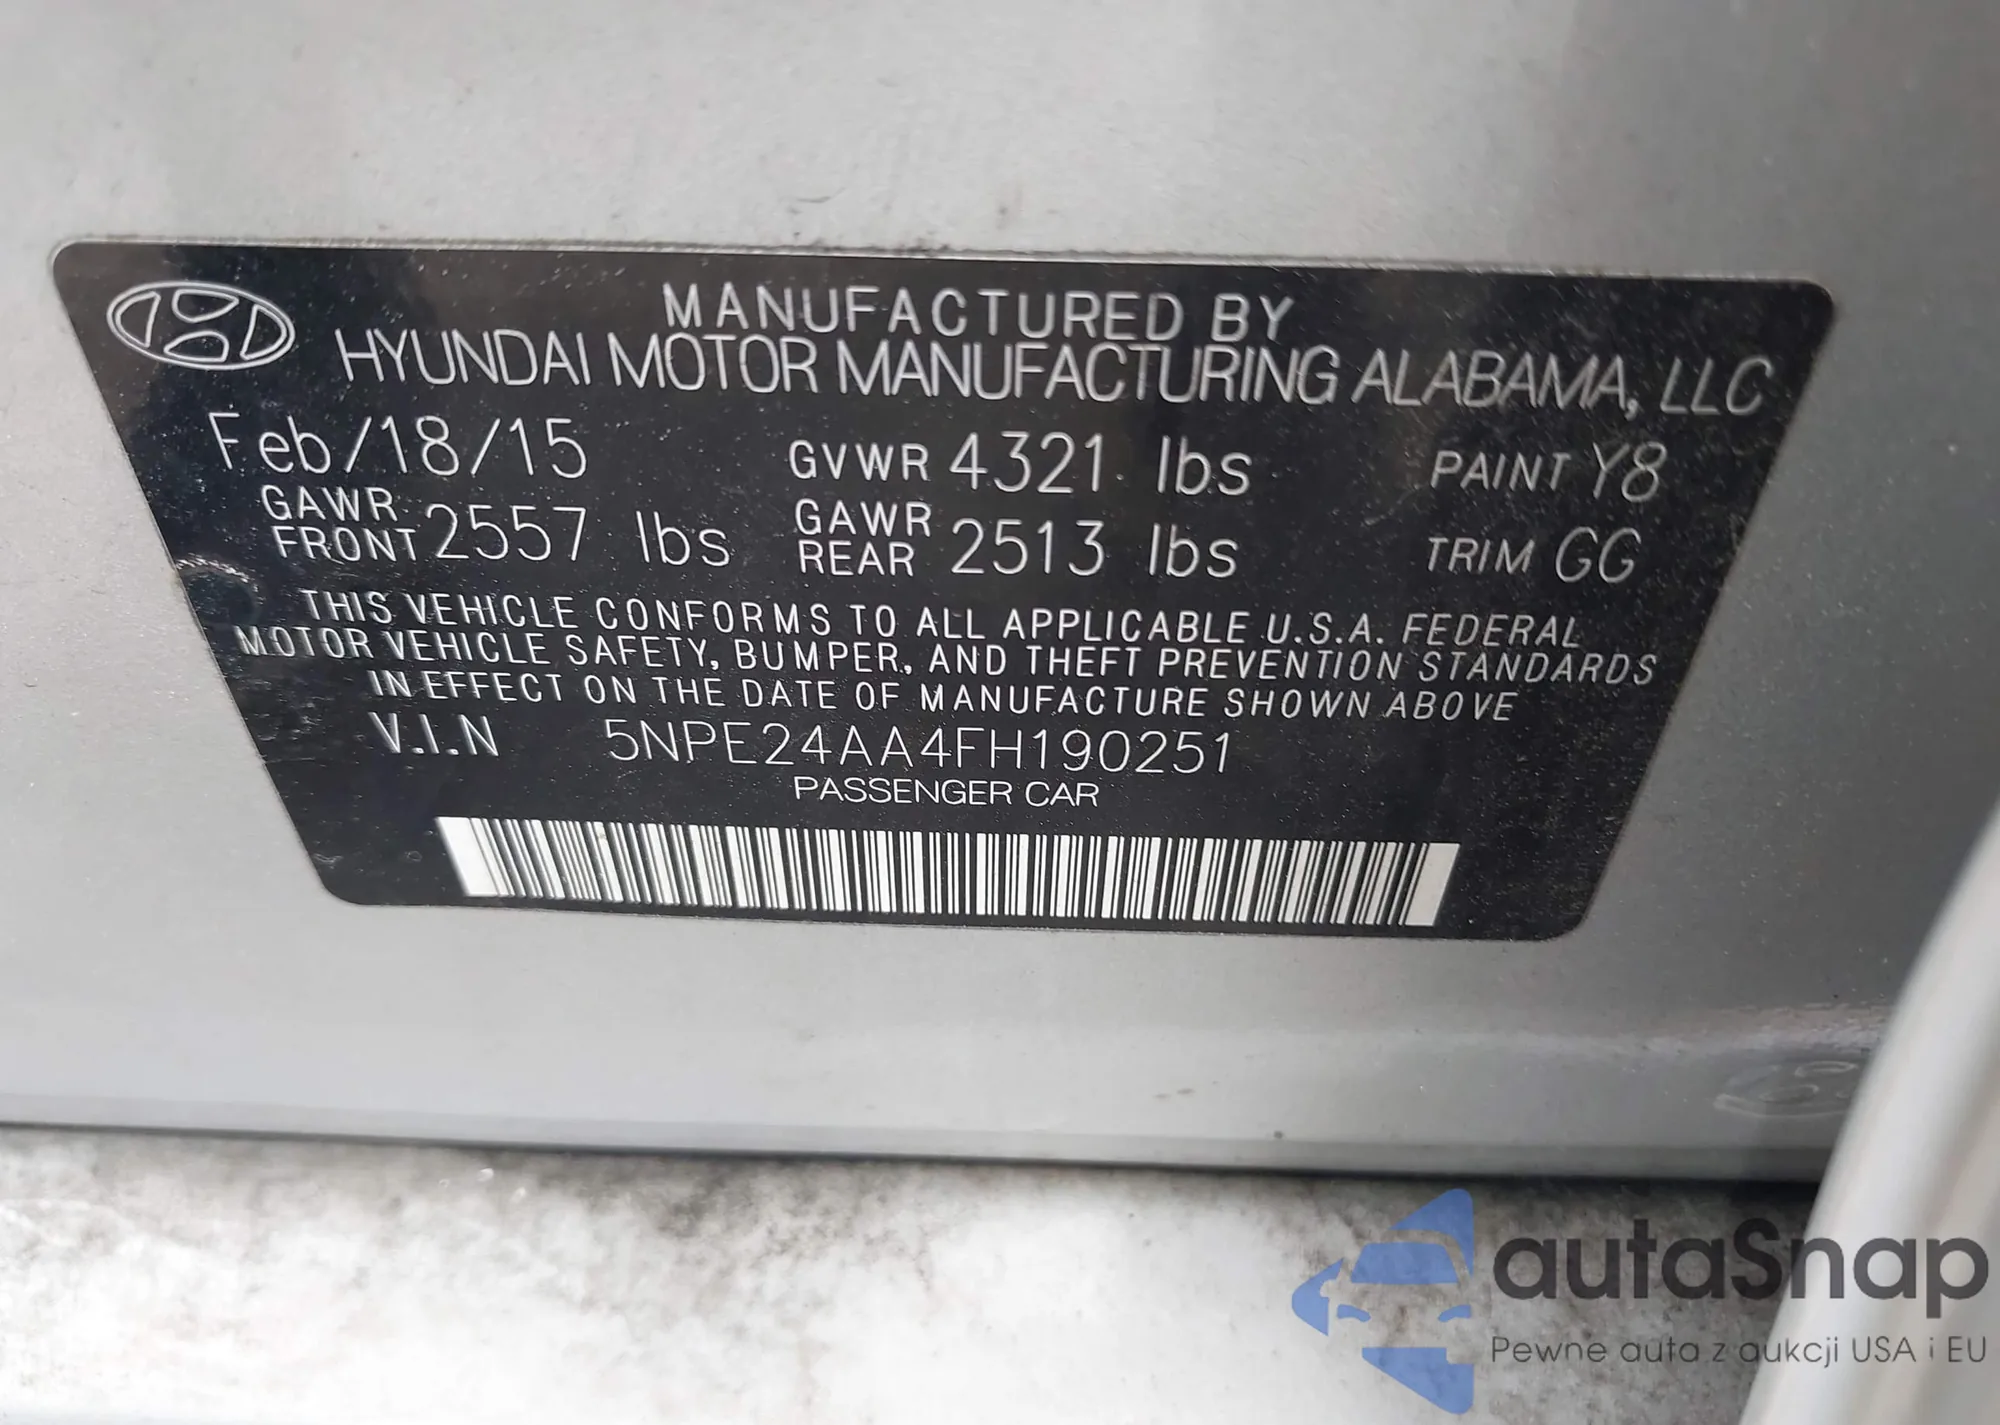 MANUFACTURED BY
HYUNDAI MOTOR MANUFACTURING ALABAMA, LLC
Feb/18/15 GVWR 4321 lbs PAINT Y8
GAWR FRONT 2557 lbs GAWR REAR 2513 lbs TRIM GG
THIS VEHICLE CONFORMS TO ALL APPLICABLE U.S.A. FEDERAL
MOTOR VEHICLE SAFETY, BUMPER, AND THEFT PREVENTION STANDARDS
IN EFFECT ON THE DATE OF MANUFACTURE SHOWN ABOVE
V.I.N 5NPE24AA4FH190251
PASSENGER CAR
autaSnap
Pewne auta z aukcji USA i EU